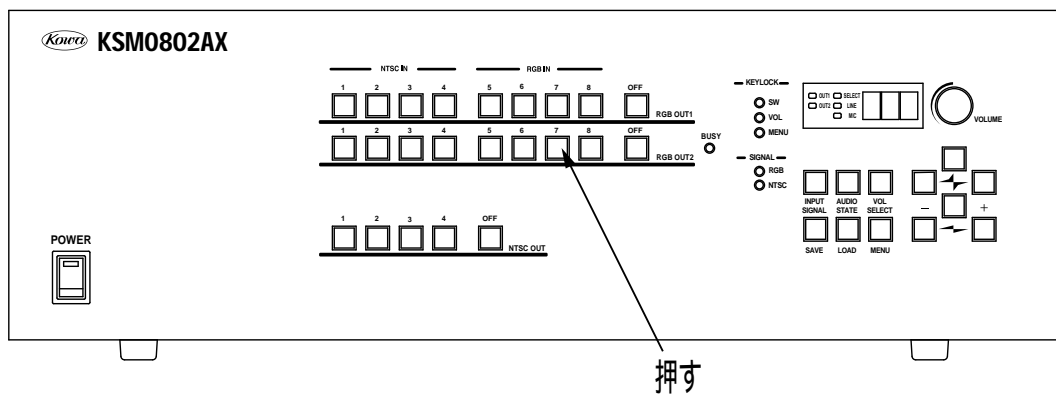 Kowa KSM0802AX
NTSC IN RGB IN
1 2 3 4 5 6 7 8 OFF
RGB OUT1
1 2 3 4 5 6 7 8 OFF
RGB OUT2
BUSY
KEYLOCK
SW
VOL
MENU
SIGNAL
RGB
NTSC
OUT1 SELECT
OUT2 LINE
MIC
VOLUME
INPUT SIGNAL
AUDIO STATE
VOL SELECT
SAVE LOAD MENU
− +
1 2 3 4 OFF
NTSC OUT
POWER
押す